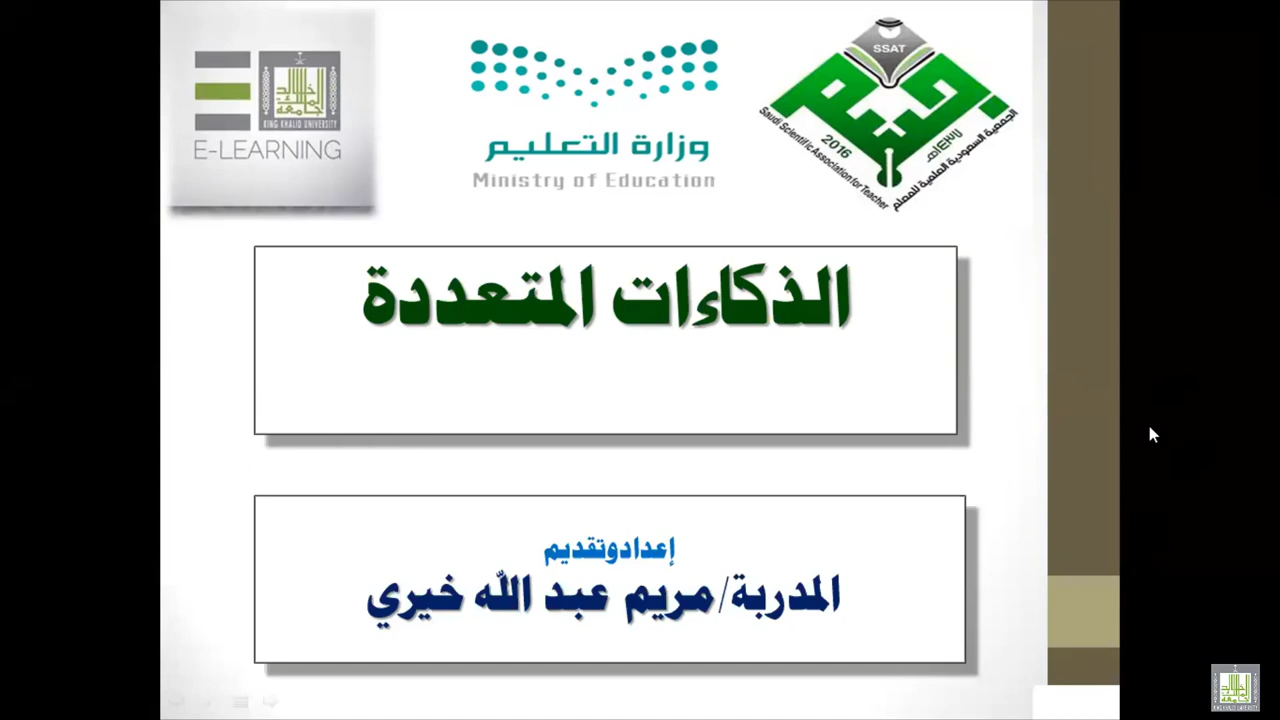 KING KHALID UNIVERSITY
E-LEARNING
وزارة التعليم
Ministry of Education
SSAT
Saudi Scientific Association for Teacher
2016
الجمعية السعودية العلمية للمعلم
الذكاءات المتعددة
إعدادوتقديم
المدربة/مريم عبد الله خيري